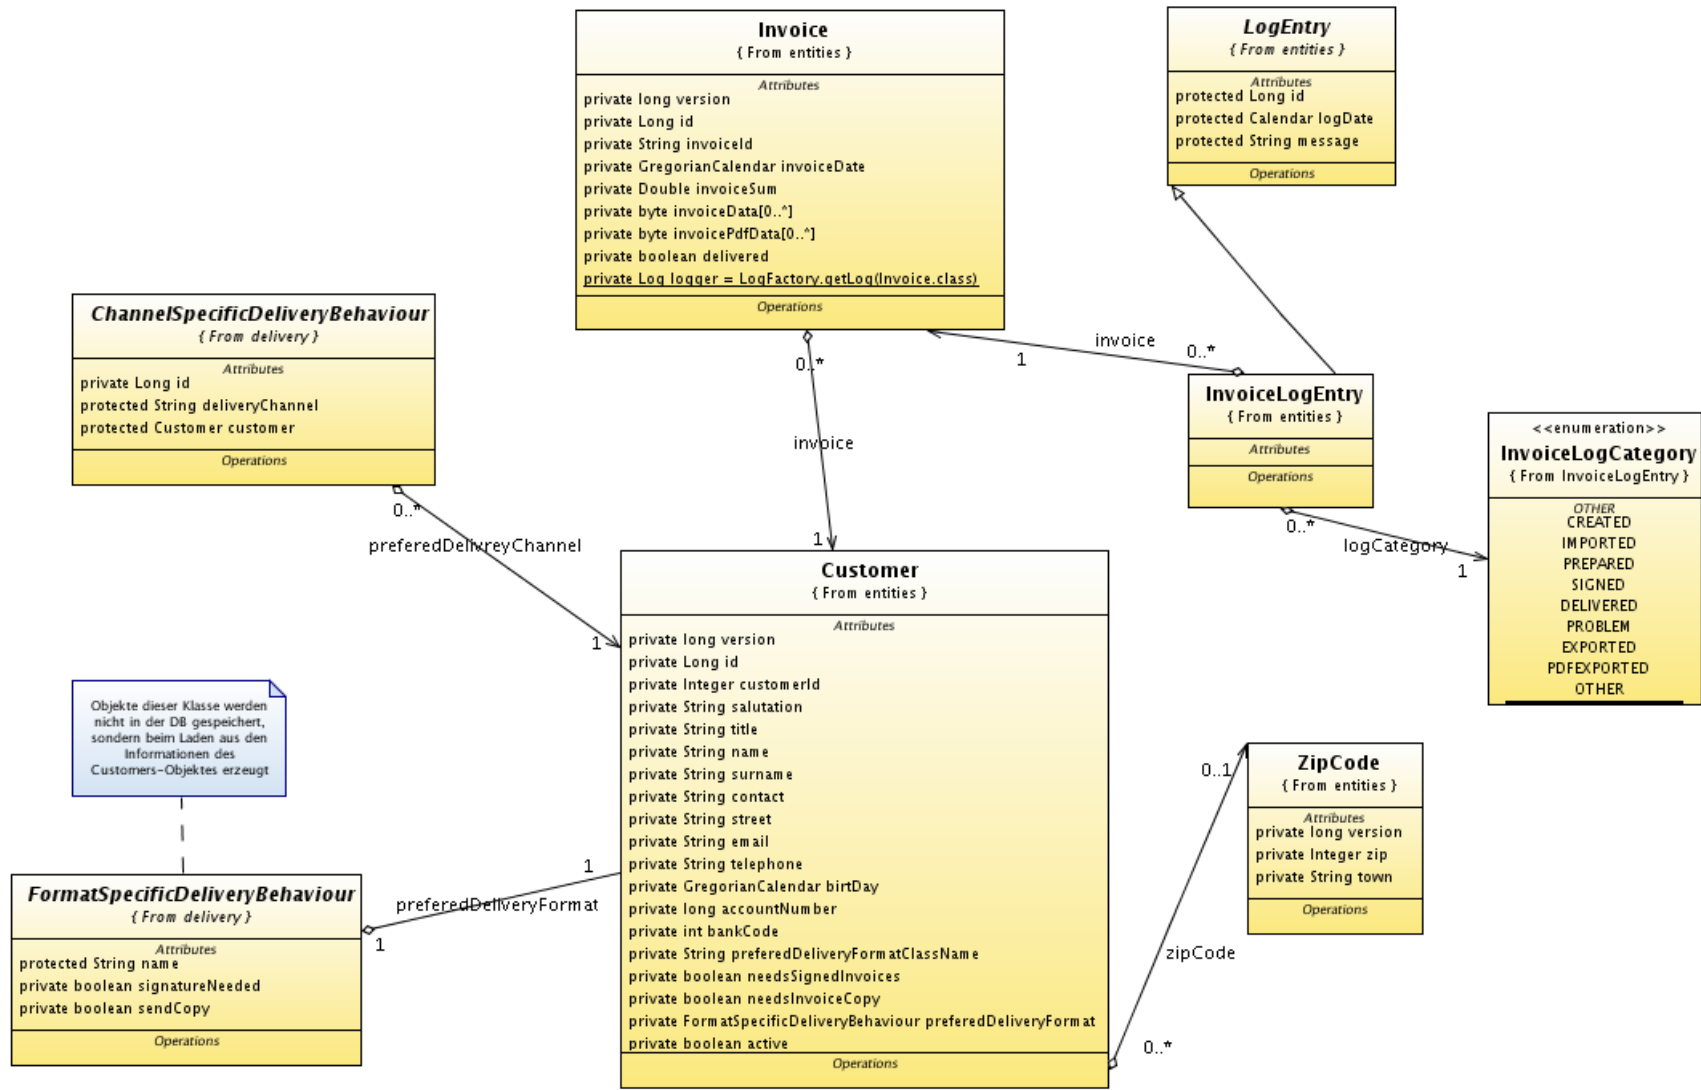 Invoice
{ From entities }
Attributes
private long version
private Long id
private String invoiceId
private GregorianCalendar invoiceDate
private Double invoiceSum
private byte invoiceData[0..*]
private byte invoicePdfData[0..*]
private boolean delivered
private Log logger = LogFactory.getLog(Invoice.class)
Operations
LogEntry
{ From entities }
Attributes
protected Long id
protected Calendar logDate
protected String message
Operations
ChannelSpecificDeliveryBehaviour
{ From delivery }
Attributes
private Long id
protected String deliveryChannel
protected Customer customer
Operations
0..*
invoice
1
invoice
0..*
1
InvoiceLogEntry
{ From entities }
Attributes
Operations
0..*
logCategory
1
<<enumeration>>
InvoiceLogCategory
{ From InvoiceLogEntry }
OTHER
CREATED
IMPORTED
PREPARED
SIGNED
DELIVERED
PROBLEM
EXPORTED
PDFEXPORTED
OTHER
0..*
preferedDelivreyChannel
1
Customer
{ From entities }
Attributes
private long version
private Long id
private Integer customerId
private String salutation
private String title
private String name
private String surname
private String contact
private String street
private String email
private String telephone
private GregorianCalendar birtDay
private long accountNumber
private int bankCode
private String preferedDeliveryFormatClassName
private boolean needsSignedInvoices
private boolean needsInvoiceCopy
private FormatSpecificDeliveryBehaviour preferedDeliveryFormat
private boolean active
Operations
Objekte dieser Klasse werden
nicht in der DB gespeichert,
sondern beim Laden aus den
Informationen des
Customers-Objektes erzeugt
FormatSpecificDeliveryBehaviour
{ From delivery }
Attributes
protected String name
private boolean signatureNeeded
private boolean sendCopy
Operations
1
preferedDeliveryFormat
1
0..1
zipCode
0..*
ZipCode
{ From entities }
Attributes
private long version
private Integer zip
private String town
Operations